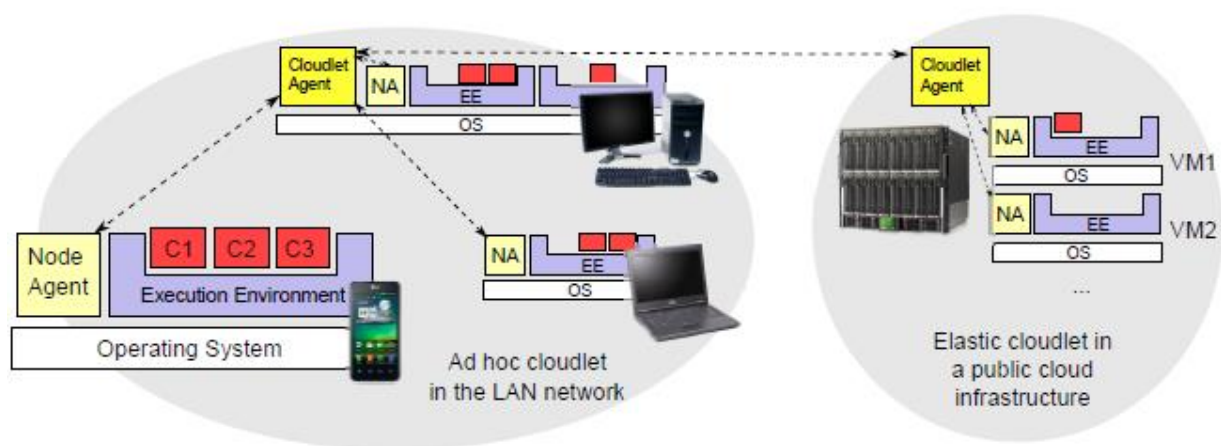 Cloudlet
Agent
NA
EE
OS
Cloudlet
Agent
NA
EE
OS
VM1
NA
EE
OS
VM2
...
Node
Agent
C1 C2 C3
Execution Environment
Operating System
NA
EE
OS
Ad hoc cloudlet
in the LAN network
Elastic cloudlet in
a public cloud
infrastructure